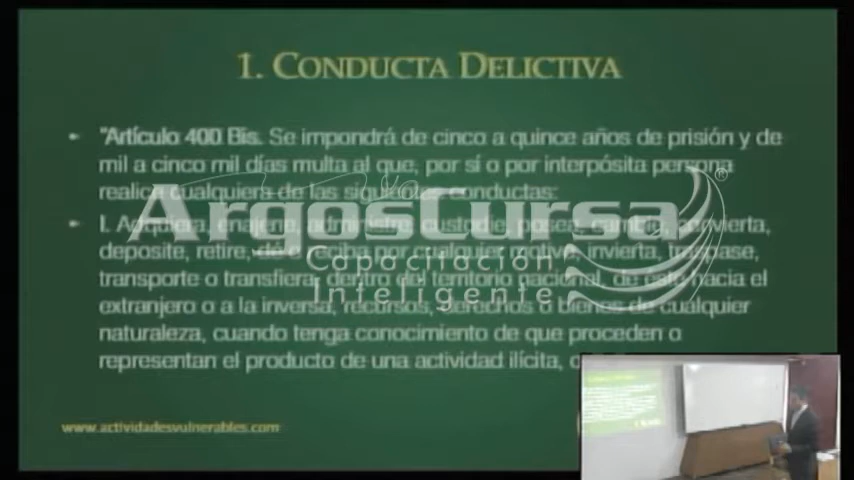 1. CONDUCTA DELICTIVA
"Artículo 400 Bis. Se impondrá de cinco a quince años de prisión y de
mil a cinco mil días multa al que, por sí o por interpósita persona
realice cualquiera de las siguientes conductas:
I. Adquiera, enajene, administre, custodie, posea, cambie, convierta,
deposite, retire, dé o reciba por cualquier motivo, invierta, traspase,
transporte o transfiera, dentro del territorio nacional, de este hacia el
extranjero o a la inversa, recursos, derechos o bienes de cualquier
naturaleza, cuando tenga conocimiento de que proceden o
representan el producto de una actividad ilícita,
ArgosCursa®
Capacitación
Inteligente
www.actividadesvulnerables.com